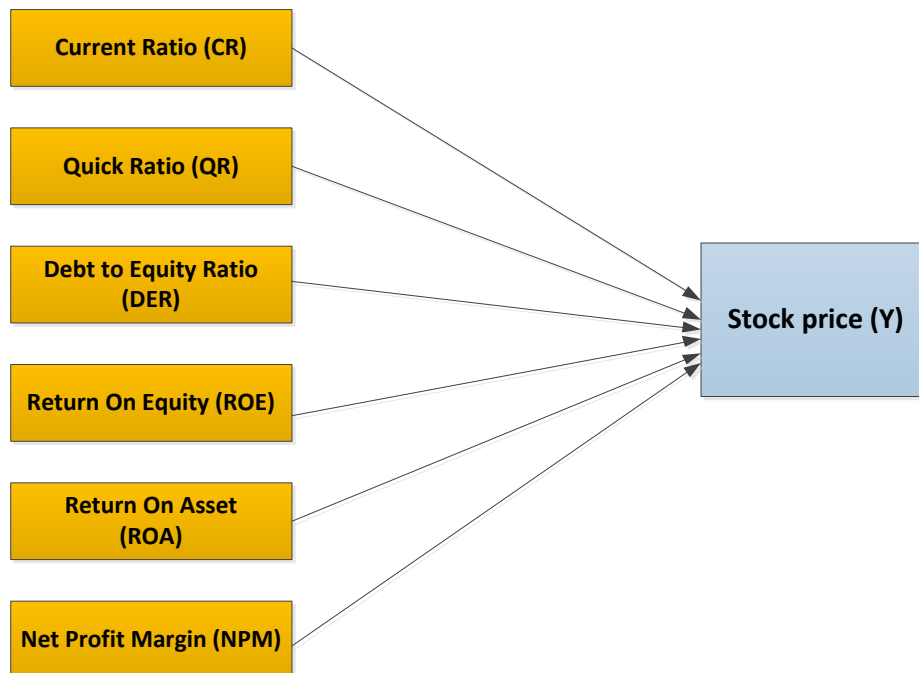 Current Ratio (CR)
Quick Ratio (QR)
Debt to Equity Ratio
(DER)
Stock price (Y)
Return On Equity (ROE)
Return On Asset
(ROA)
Net Profit Margin (NPM)